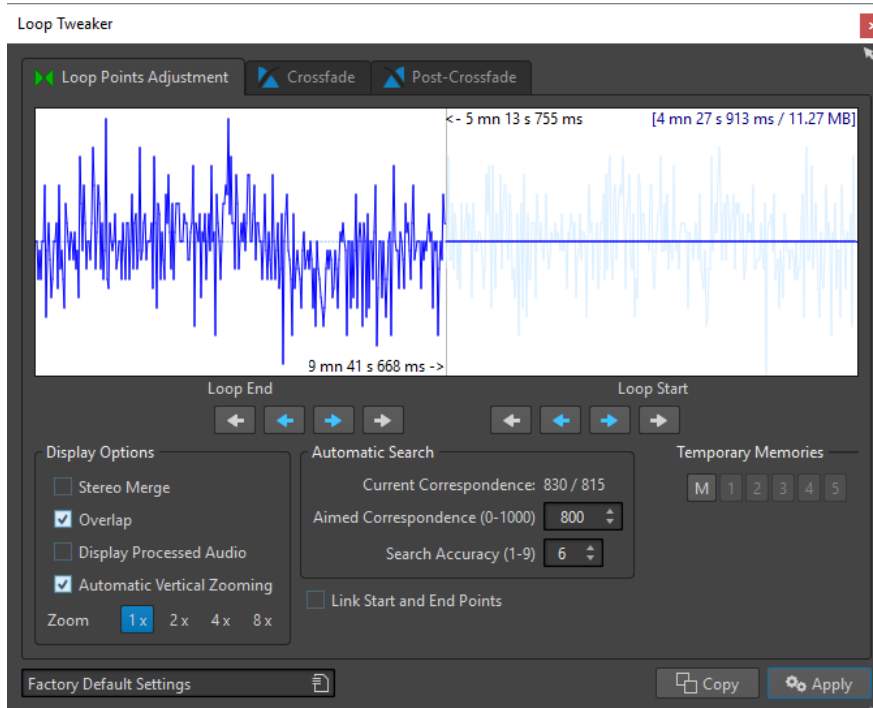 Loop Tweaker
Loop Points Adjustment Crossfade Post-Crossfade
<- 5 mn 13 s 755 ms [4 mn 27 s 913 ms / 11.27 MB]
9 mn 41 s 668 ms ->
Loop End Loop Start
Display Options Automatic Search Temporary Memories
Stereo Merge Current Correspondence: 830 / 815 M 1 2 3 4 5
Overlap Aimed Correspondence (0-1000) 800
Display Processed Audio Search Accuracy (1-9) 6
Automatic Vertical Zooming Link Start and End Points
Zoom 1 x 2 x 4 x 8 x
Factory Default Settings Copy Apply